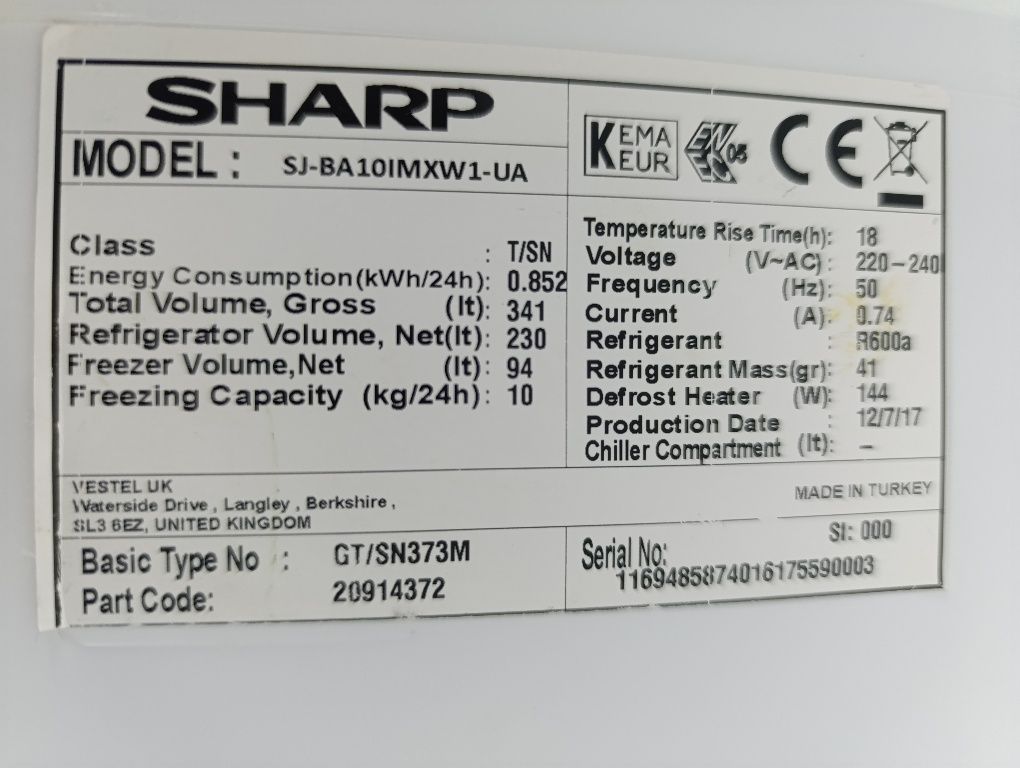 SHARP
MODEL : SJ-BA10IMXW1-UA
KEMA
KEUR
EN 05
CE
Class : T/SN
Energy Consumption(kWh/24h): 0.852
Total Volume, Gross (lt): 341
Refrigerator Volume, Net(lt): 230
Freezer Volume,Net (lt): 94
Freezing Capacity (kg/24h): 10
Temperature Rise Time(h): 18
Voltage (V~AC): 220-240
Frequency (Hz): 50
Current (A): 0.74
Refrigerant : R600a
Refrigerant Mass(gr): 41
Defrost Heater (W): 144
Production Date : 12/7/17
Chiller Compartment (lt): -
VESTEL UK
Waterside Drive , Langley , Berkshire ,
SL3 6EZ, UNITED KINGDOM
MADE IN TURKEY
Basic Type No : GT/SN373M
Part Code: 20914372
SI: 000
Serial No:
1169485874016175590003